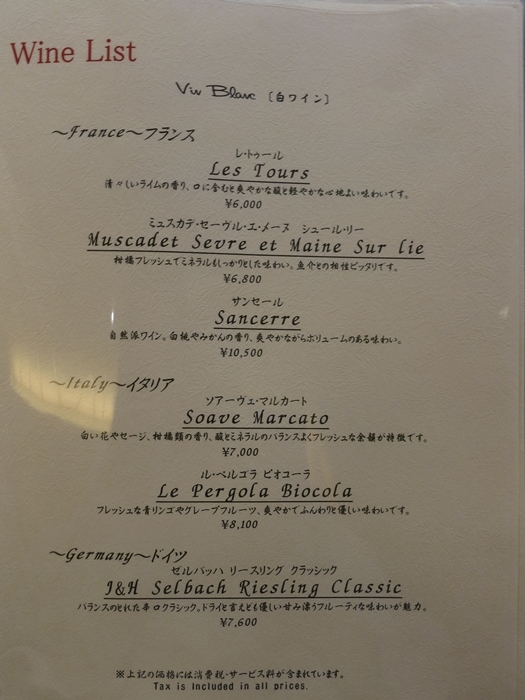 Wine List
Vin Blanc 〔白ワイン〕
～France～フランス
レ・トゥール
Les Tours
清々しいライムの香り、口に含むと爽やかな酸と軽やかな心地よい味わいです。
¥6,000
ミュスカデ・セーヴル・エ・メーヌ シュール・リー
Muscadet Sevre et Maine Sur lie
柑橘フレッシュでミネラルもしっかりとした味わい。魚介との相性ピッタリです。
¥6,800
サンセール
Sancerre
自然派ワイン。白桃やみかんの香り、爽やかながらボリュームのある味わい。
¥10,500
～Italy～イタリア
ソアーヴェ・マルカート
Soave Marcato
白い花やセージ、柑橘類の香り、酸とミネラルのバランスよくフレッシュな余韻が特徴です。
¥7,000
ル・ペルゴラ ビオコーラ
Le Pergola Biocola
フレッシュな青リンゴやグレープフルーツ、爽やかでふんわりと優しい味わいです。
¥8,100
～Germany～ドイツ
ゼルバッハ リースリング クラッシック
J&H Selbach Riesling Classic
バランスのとれた辛口クラシック。ドライと言えども優しい甘み漂うフルーティな味わいが魅力。
¥7,600
※上記の価格には消費税・サービス料が含まれています。
Tax is Included in all prices.